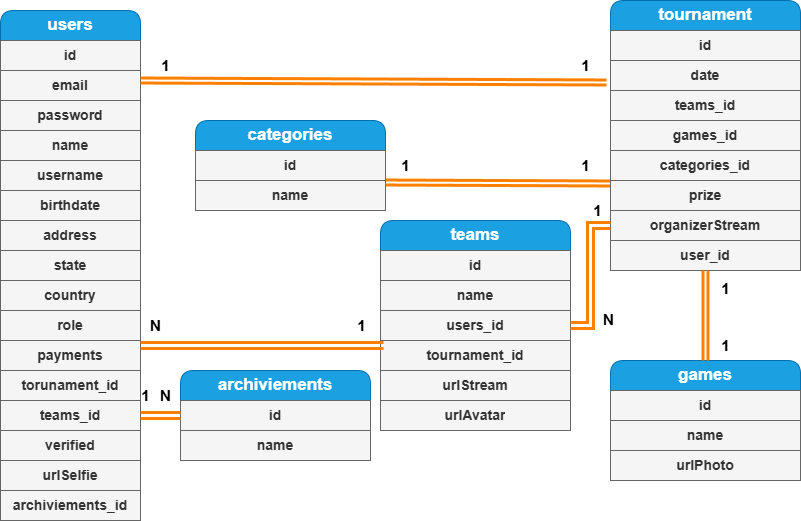 users
id
email
password
name
username
birthdate
address
state
country
role
payments
torunament_id
teams_id
verified
urlSelfie
archiviements_id
1
1
tournament
id
date
teams_id
games_id
categories_id
prize
organizerStream
user_id
categories
id
name
1
1
teams
id
name
users_id
tournament_id
urlStream
urlAvatar
1
N
N
1
archiviements
id
name
1
N
1
1
games
id
name
urlPhoto